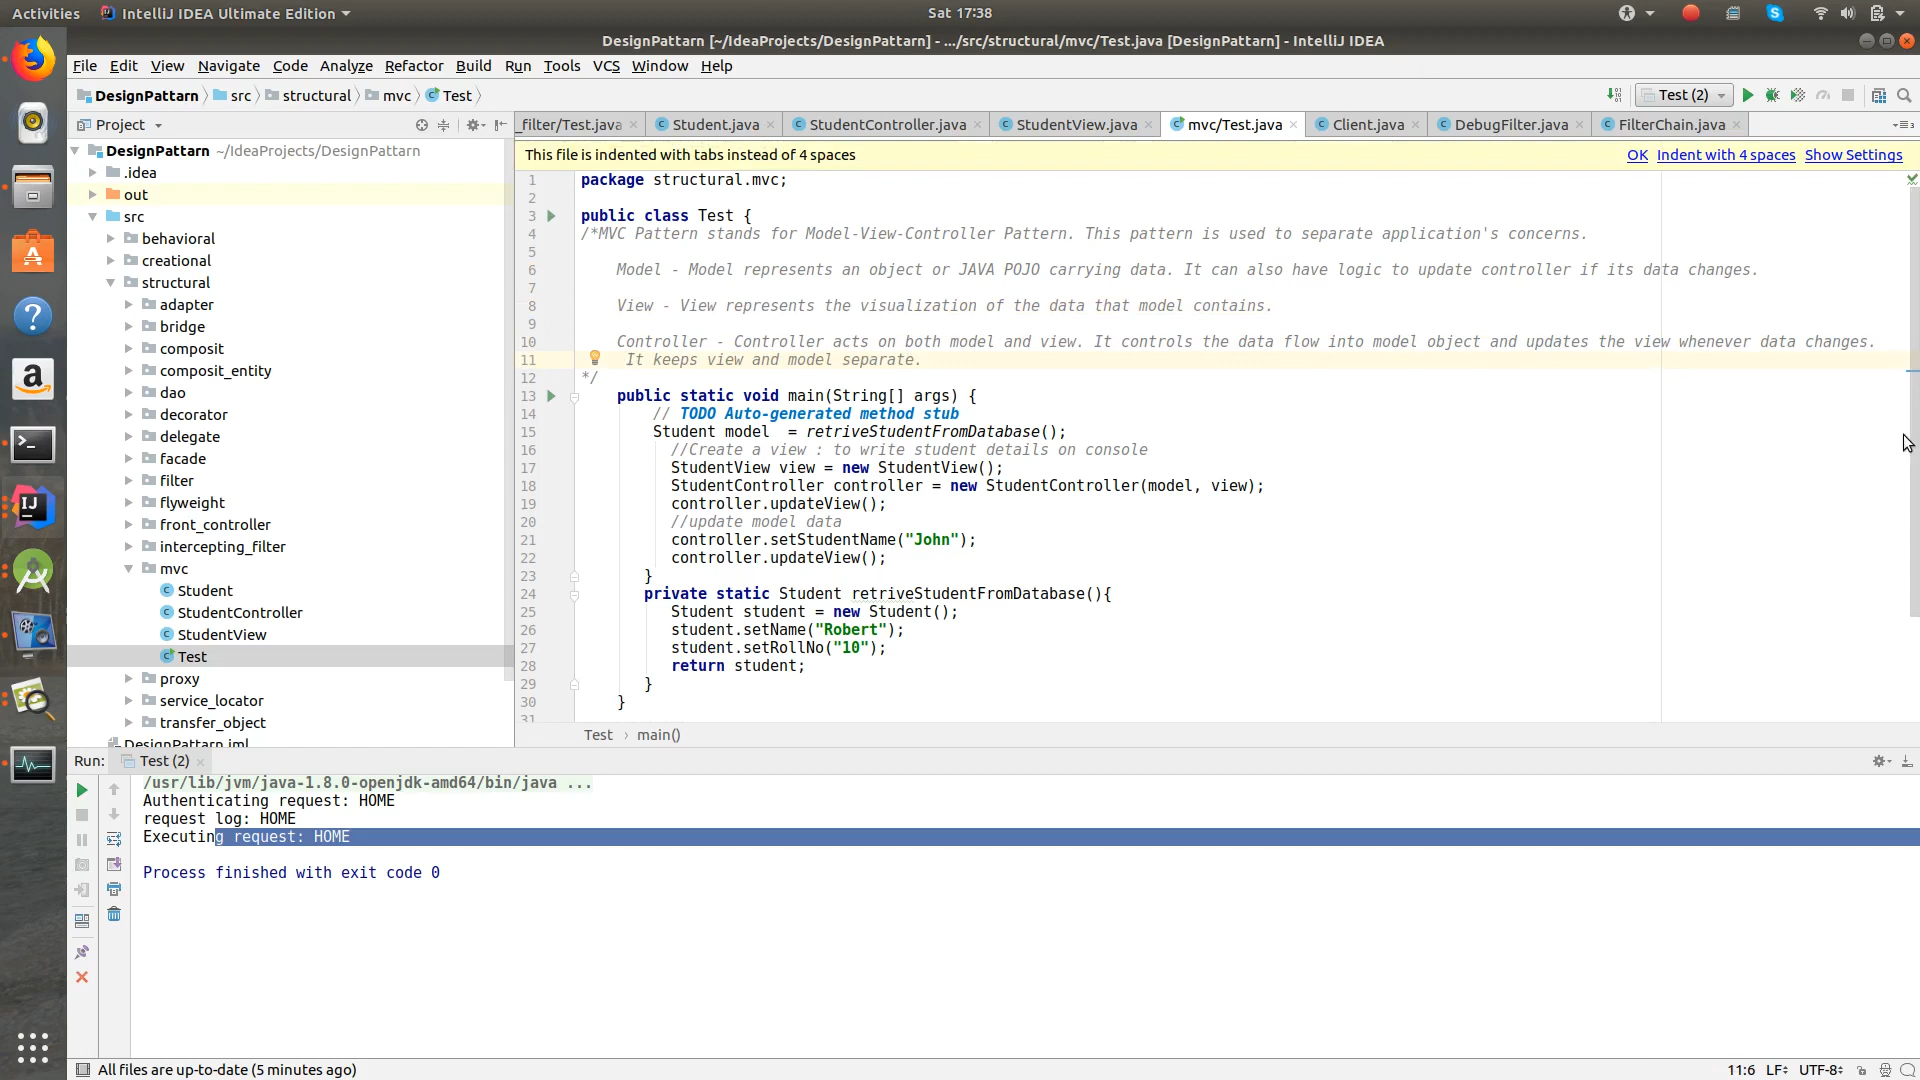 Activities IntelliJ IDEA Ultimate Edition Sat 17:38
DesignPattarn [~/IdeaProjects/DesignPattarn] - .../src/structural/mvc/Test.java [DesignPattarn] - IntelliJ IDEA
File Edit View Navigate Code Analyze Refactor Build Run Tools VCS Window Help
DesignPattarn src structural mvc Test Test (2)
Project
_filter/Test.java Student.java StudentController.java StudentView.java mvc/Test.java Client.java DebugFilter.java FilterChain.java
This file is indented with tabs instead of 4 spaces OK Indent with 4 spaces Show Settings
DesignPattarn ~/IdeaProjects/DesignPattarn
.idea
out
src
behavioral
creational
structural
adapter
bridge
composit
composit_entity
dao
decorator
delegate
facade
filter
flyweight
front_controller
intercepting_filter
mvc
Student
StudentController
StudentView
Test
proxy
service_locator
transfer_object
DesignPattarn.iml
1 package structural.mvc;
2
3 public class Test {
4 /*MVC Pattern stands for Model-View-Controller Pattern. This pattern is used to separate application's concerns.
5
6 Model - Model represents an object or JAVA POJO carrying data. It can also have logic to update controller if its data changes.
7
8 View - View represents the visualization of the data that model contains.
9
10 Controller - Controller acts on both model and view. It controls the data flow into model object and updates the view whenever data changes.
11 It keeps view and model separate.
12 */
13 public static void main(String[] args) {
14 // TODO Auto-generated method stub
15 Student model  = retriveStudentFromDatabase();
16 //Create a view : to write student details on console
17 StudentView view = new StudentView();
18 StudentController controller = new StudentController(model, view);
19 controller.updateView();
20 //update model data
21 controller.setStudentName("John");
22 controller.updateView();
23 }
24 private static Student retriveStudentFromDatabase(){
25 Student student = new Student();
26 student.setName("Robert");
27 student.setRollNo("10");
28 return student;
29 }
30 }
31
Test main()
Run: Test (2)
/usr/lib/jvm/java-1.8.0-openjdk-amd64/bin/java ...
Authenticating request: HOME
request log: HOME
Executing request: HOME
Process finished with exit code 0
All files are up-to-date (5 minutes ago) 11:6 LF÷ UTF-8÷